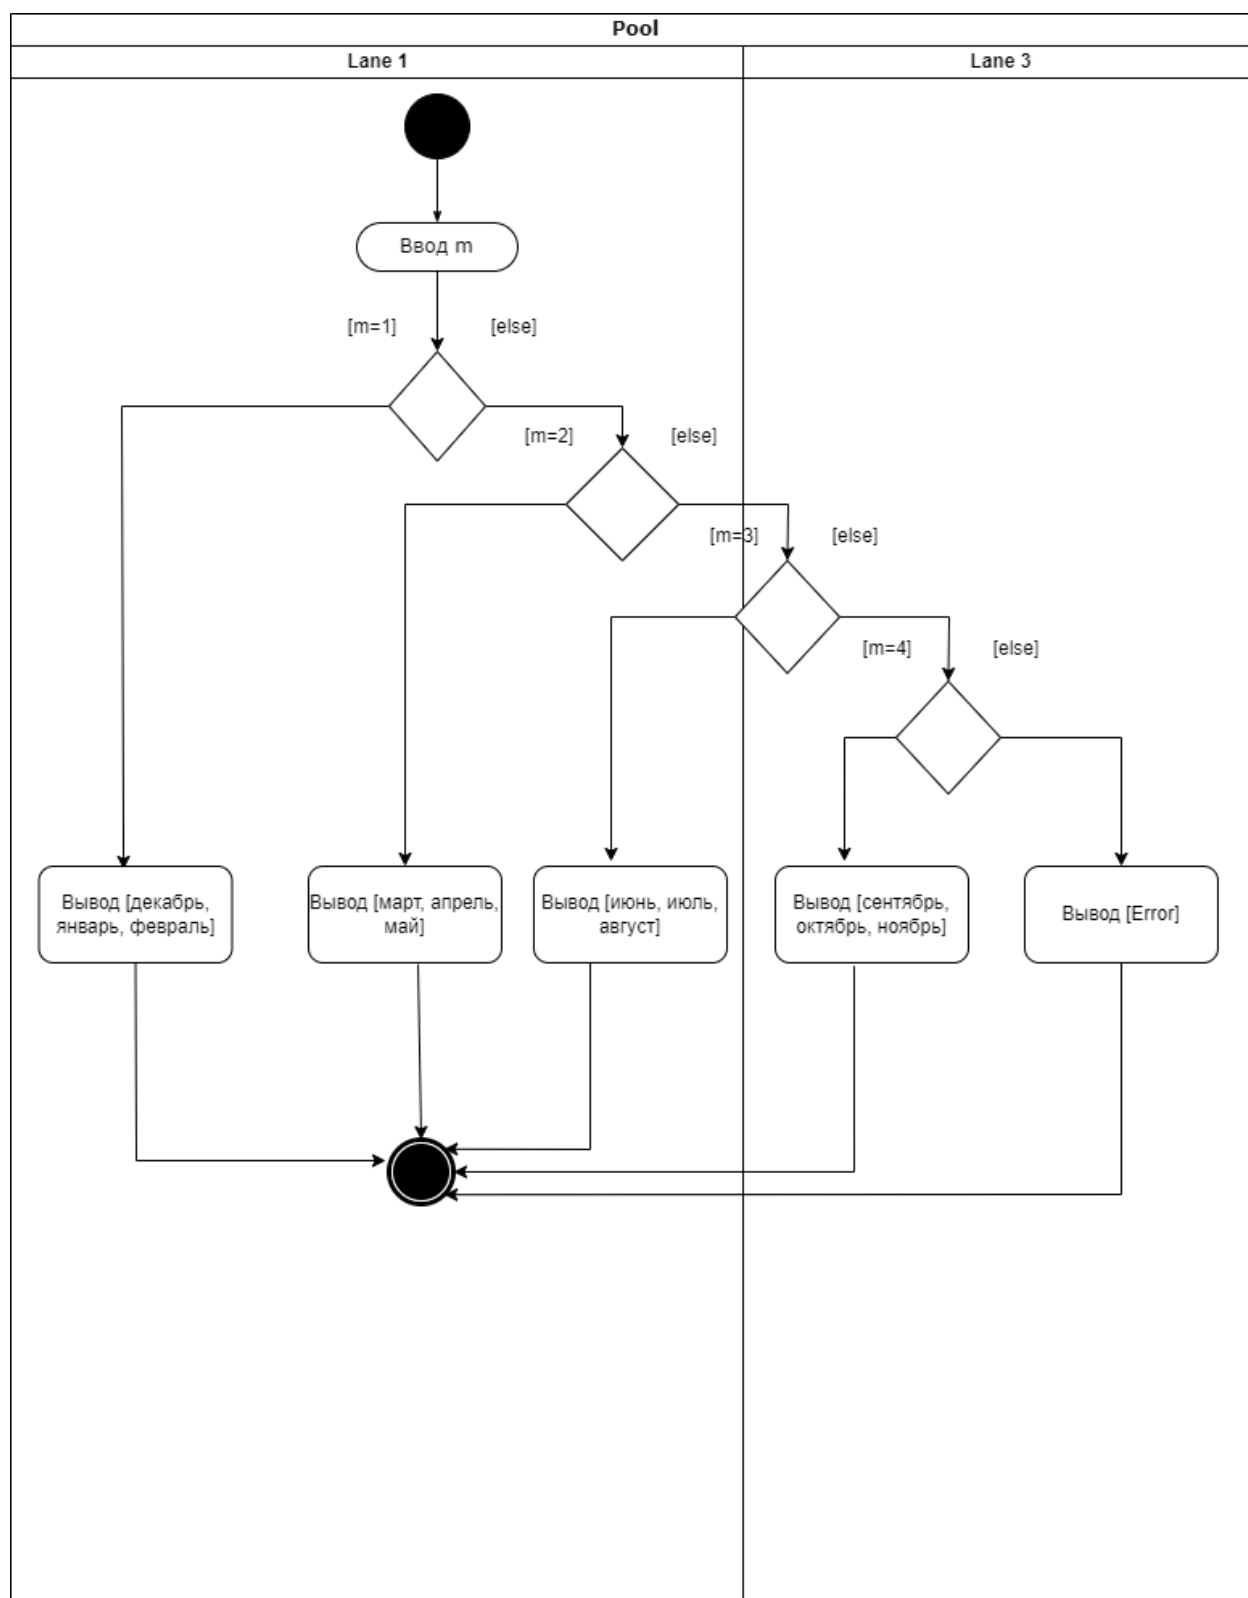 Pool
Lane 1
Lane 3
Ввод m
[m=1]
[else]
[m=2]
[else]
[m=3]
[else]
[m=4]
[else]
Вывод [декабрь,
январь, февраль]
Вывод [март, апрель,
май]
Вывод [июнь, июль,
август]
Вывод [сентябрь,
октябрь, ноябрь]
Вывод [Error]